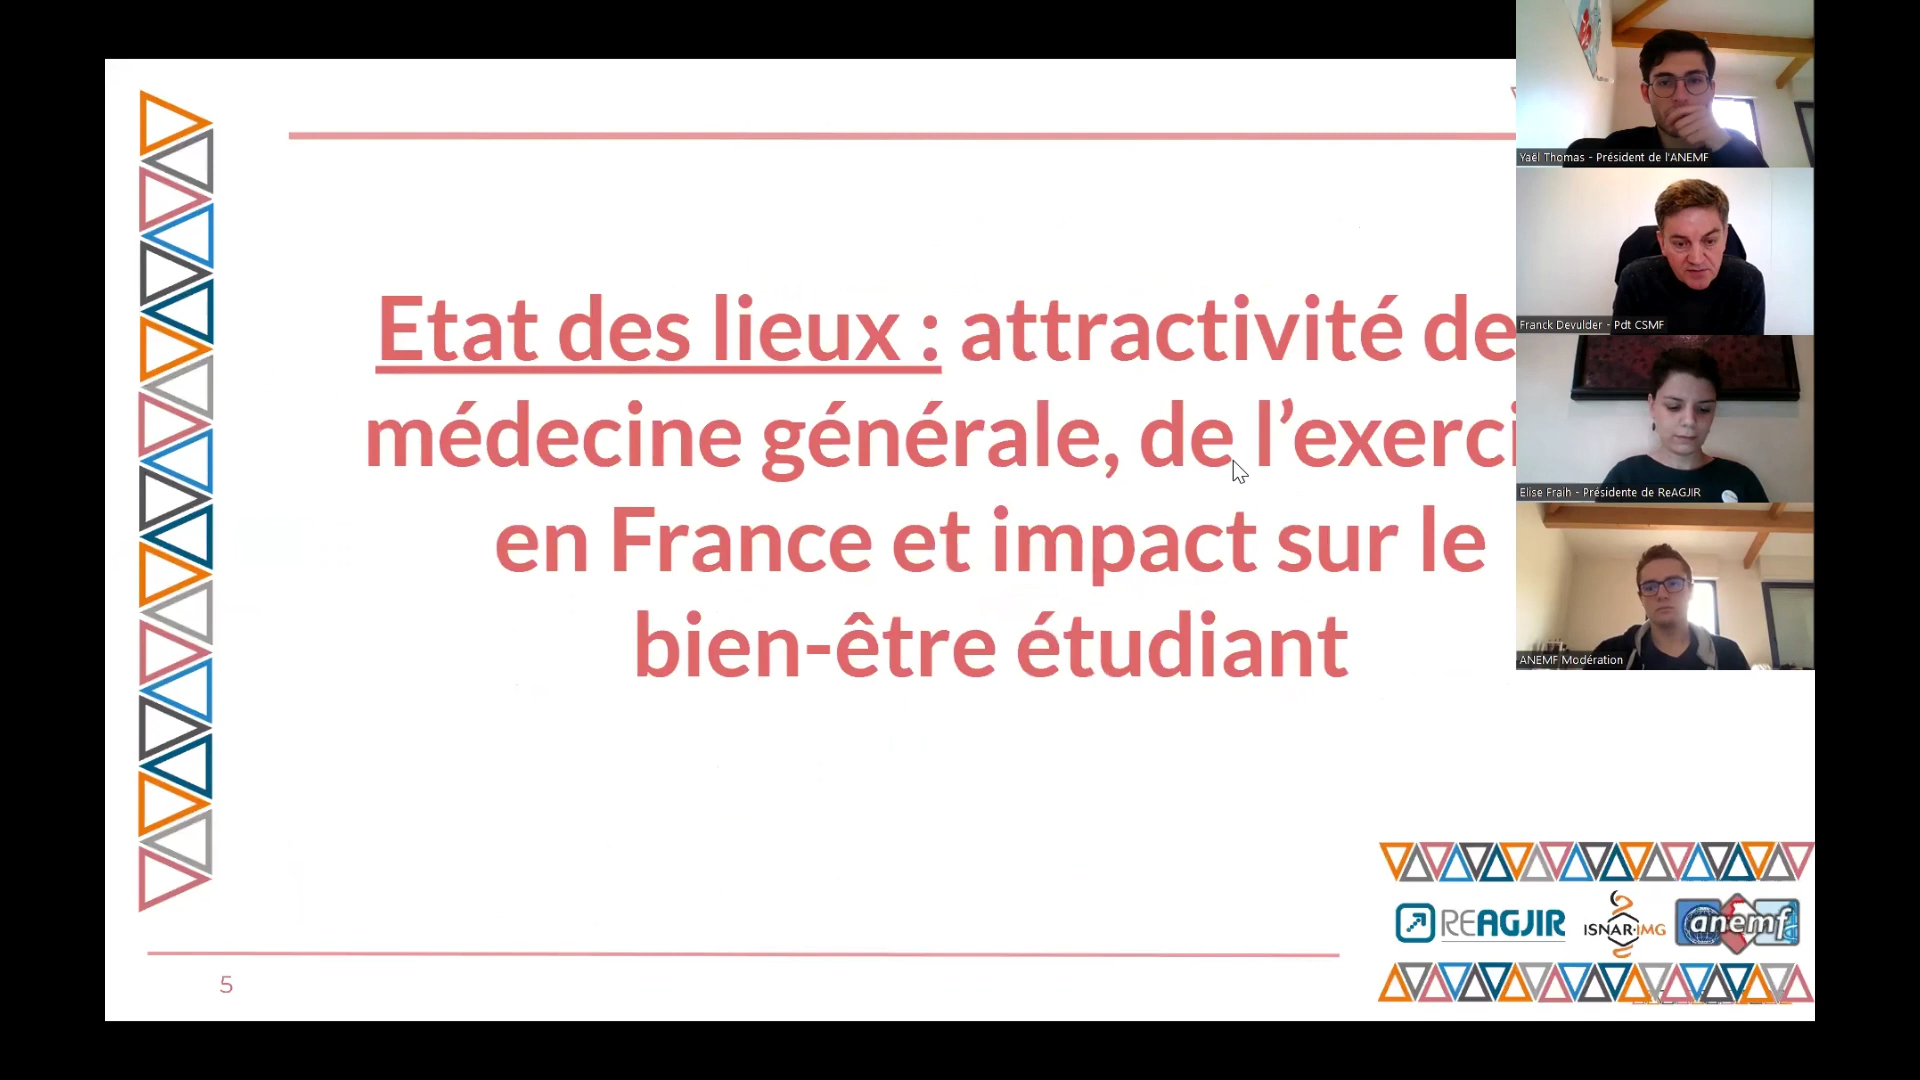 Etat des lieux : attractivité de
médecine générale, de l’exerci
en France et impact sur le
bien-être étudiant
Yaël Thomas - Président de l'ANEMF
Franck Devulder - Pdt CSMF
Elise Fraih - Présidente de ReAGJIR
ANEMF Modération
REAGJIR
ISNAR-IMG
anemf
5